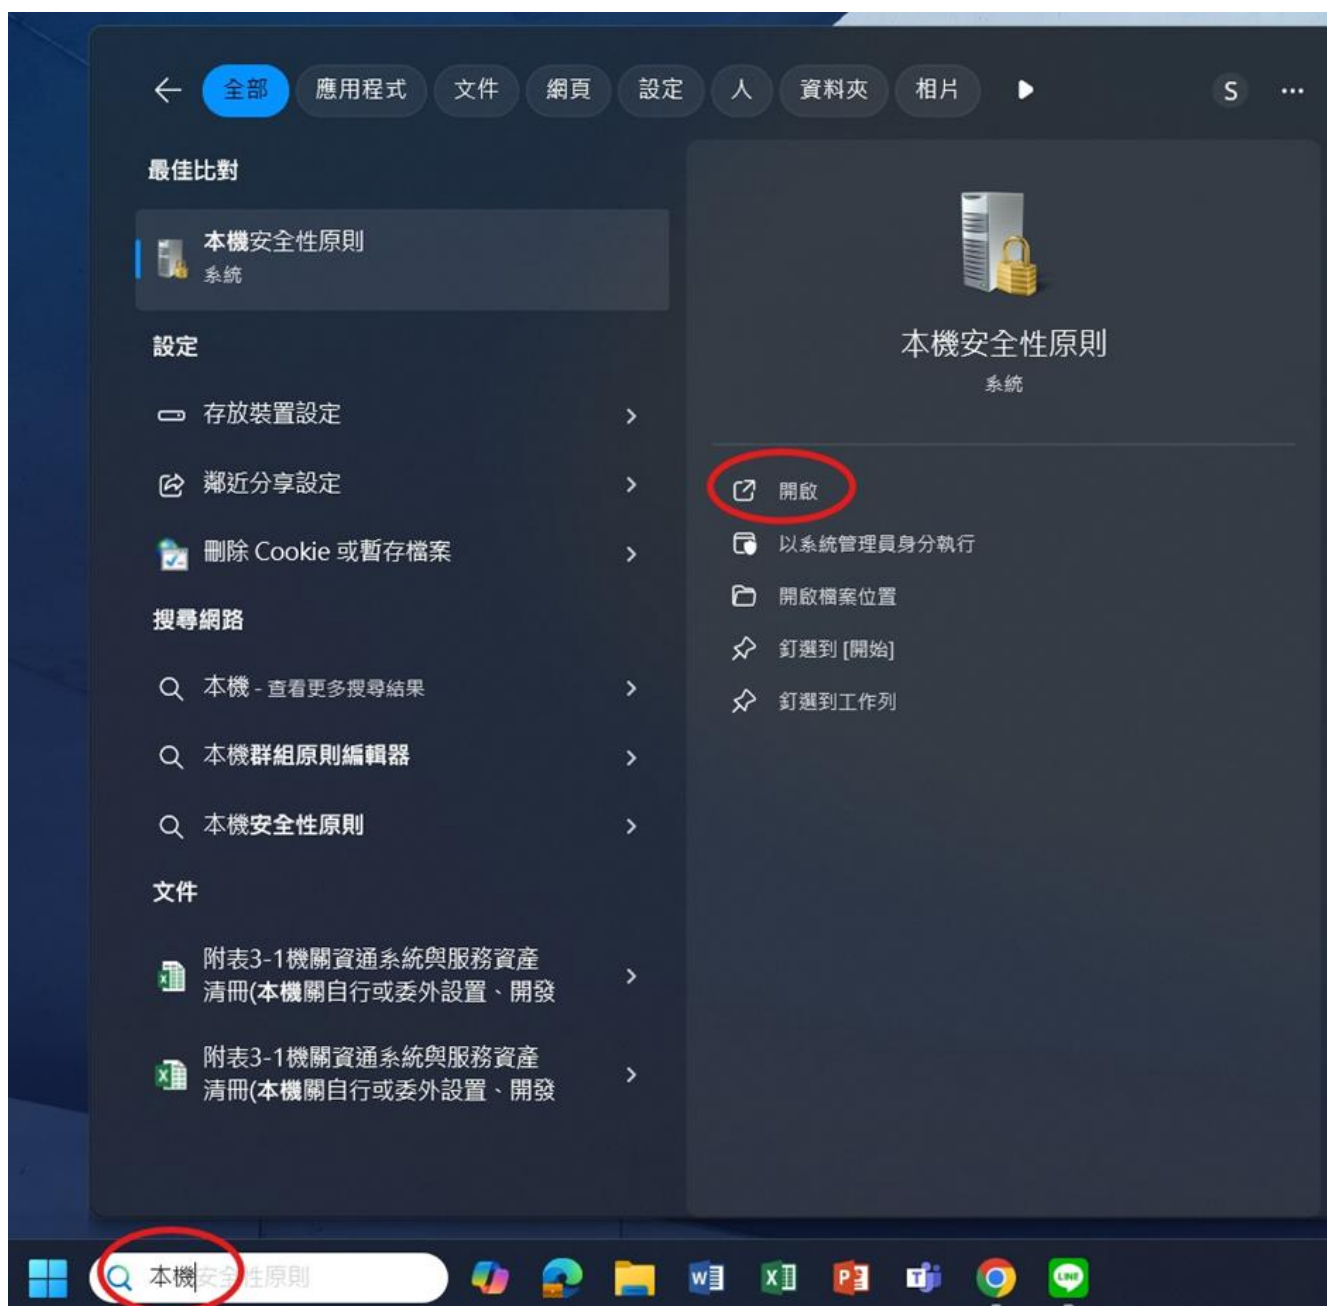 全部 應用程式 文件 網頁 設定 人 資料夾 相片 S
最佳比對
本機安全性原則
系統
設定
存放裝置設定
鄰近分享設定
刪除 Cookie 或暫存檔案
搜尋網路
本機 - 查看更多搜尋結果
本機群組原則編輯器
本機安全性原則
文件
附表3-1機關資通系統與服務資產
清冊(本機關自行或委外設置、開發
附表3-1機關資通系統與服務資產
清冊(本機關自行或委外設置、開發
本機安全性原則
系統
開啟
以系統管理員身分執行
開啟檔案位置
釘選到 [開始]
釘選到工作列
本機安全性原則
LINE